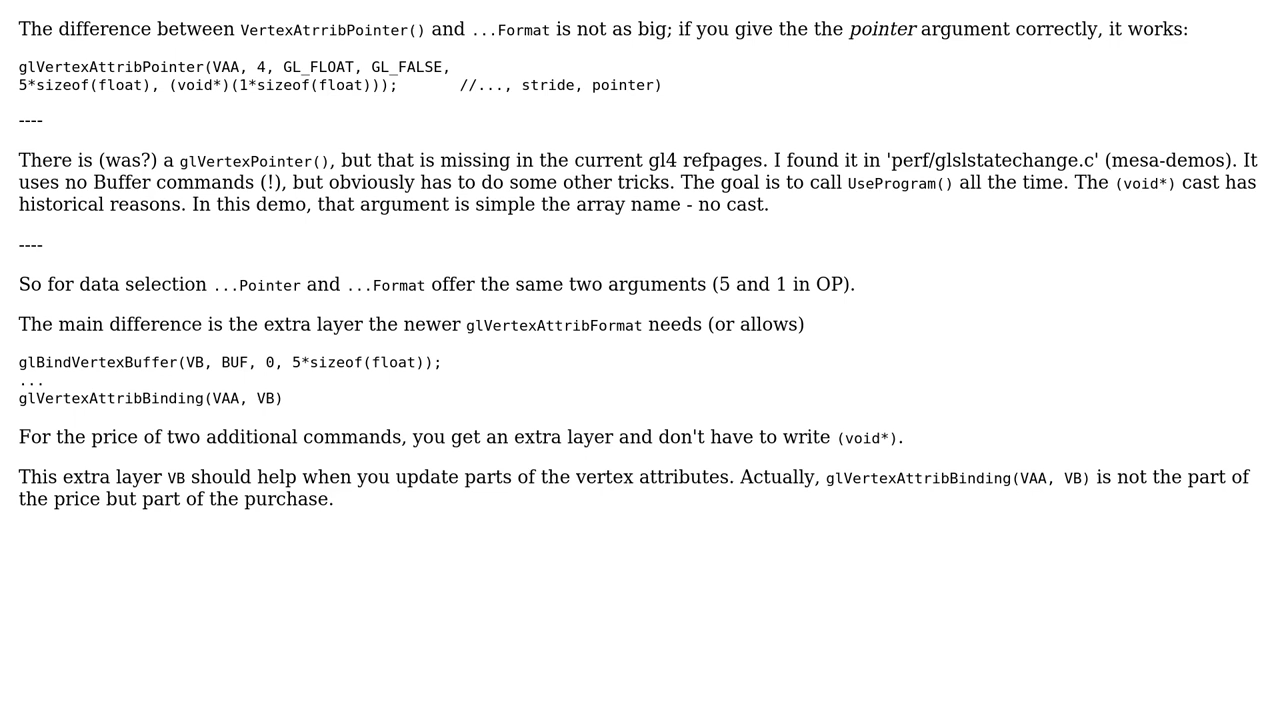 The difference between VertexAtrribPointer() and ...Format is not as big; if you give the the pointer argument correctly, it works:
glVertexAttribPointer(VAA, 4, GL_FLOAT, GL_FALSE,
5*sizeof(float), (void*)(1*sizeof(float)));       //..., stride, pointer)
----
There is (was?) a glVertexPointer(), but that is missing in the current gl4 refpages. I found it in 'perf/glslstatechange.c' (mesa-demos). It
uses no Buffer commands (!), but obviously has to do some other tricks. The goal is to call UseProgram() all the time. The (void*) cast has
historical reasons. In this demo, that argument is simple the array name - no cast.
----
So for data selection ...Pointer and ...Format offer the same two arguments (5 and 1 in OP).
The main difference is the extra layer the newer glVertexAttribFormat needs (or allows)
glBindVertexBuffer(VB, BUF, 0, 5*sizeof(float));
...
glVertexAttribBinding(VAA, VB)
For the price of two additional commands, you get an extra layer and don't have to write (void*).
This extra layer VB should help when you update parts of the vertex attributes. Actually, glVertexAttribBinding(VAA, VB) is not the part of
the price but part of the purchase.